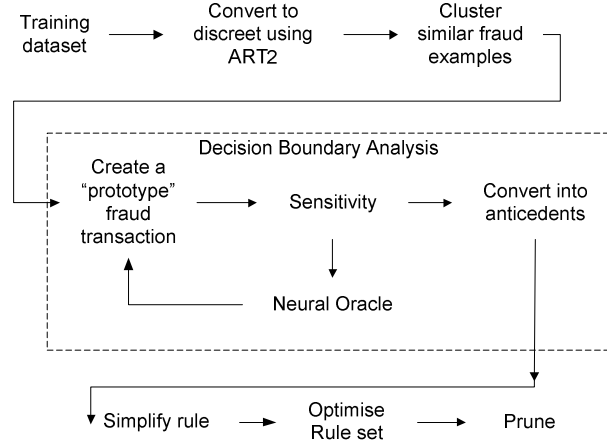 Training
dataset
Convert to
discreet using
ART2
Cluster
similar fraud
examples
Decision Boundary Analysis
Create a
“prototype”
fraud
transaction
Sensitivity
Convert into
anticedents
Neural Oracle
Simplify rule
Optimise
Rule set
Prune